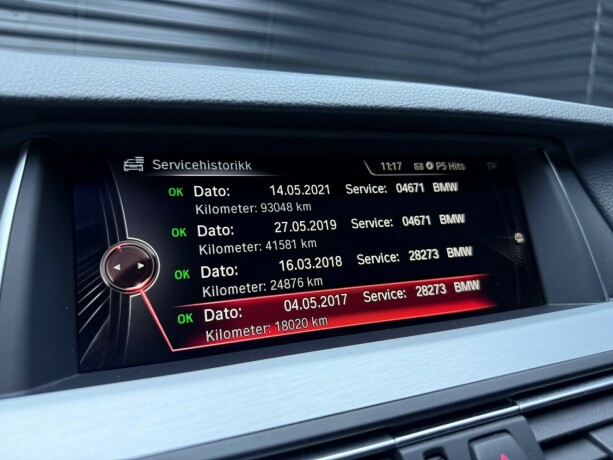 Servicehistorikk 11:17 P5 Hits TP
OK Dato: 14.05.2021 Service: 04671 BMW
Kilometer: 93048 km
OK Dato: 27.05.2019 Service: 04671 BMW
Kilometer: 41581 km
OK Dato: 16.03.2018 Service: 28273 BMW
Kilometer: 24876 km
OK Dato: 04.05.2017 Service: 28273 BMW
Kilometer: 18020 km